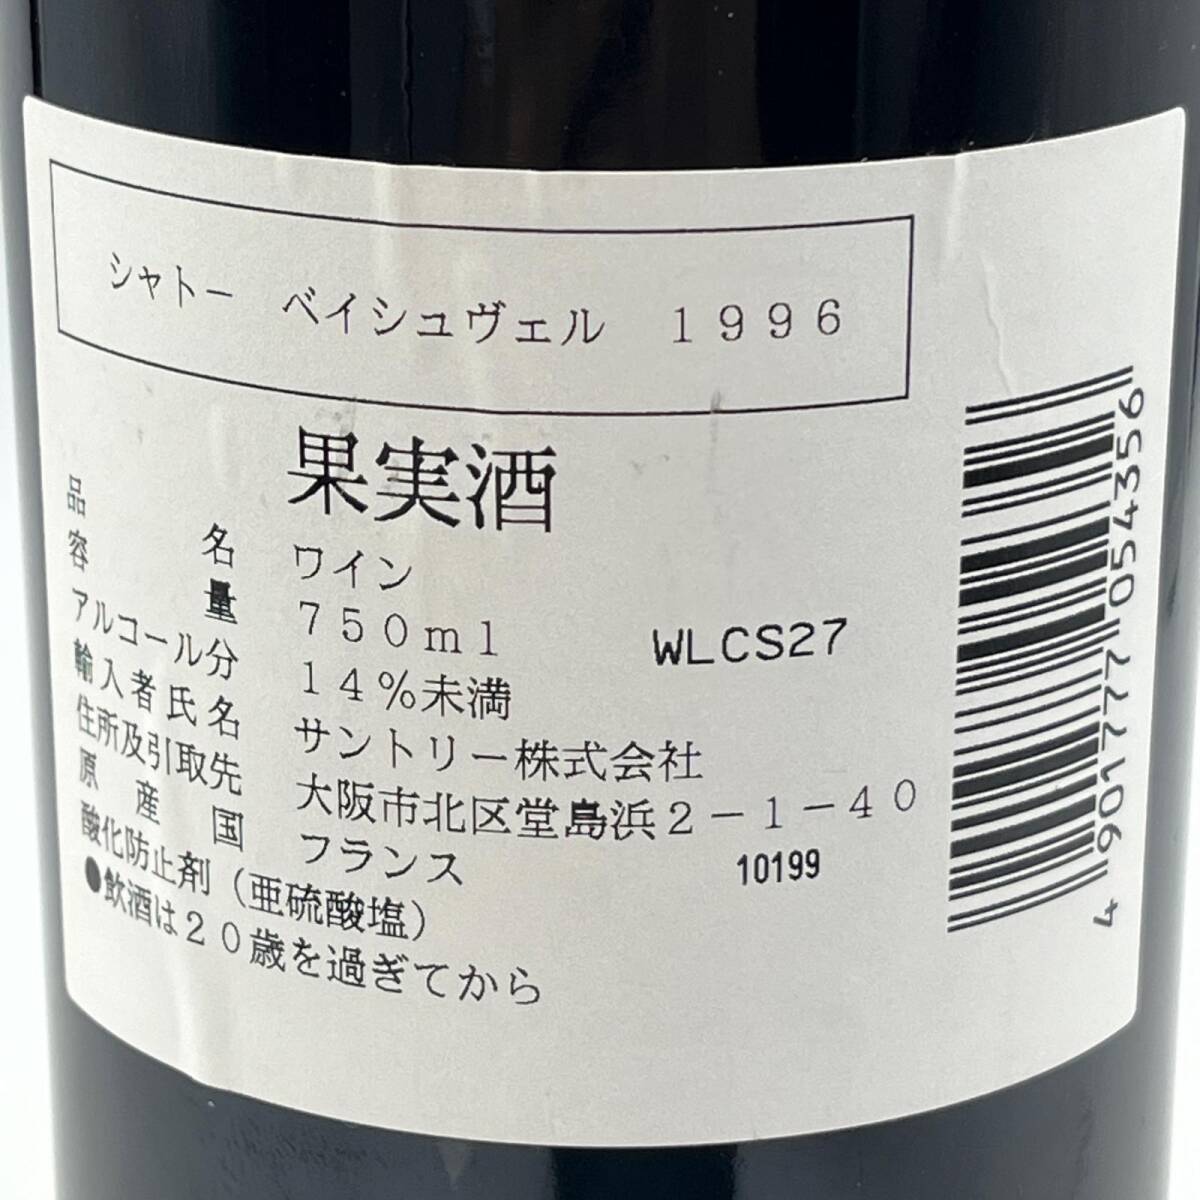 シャトー　ベイシュヴェル　１９９６
果実酒
品名　ワイン
容量　７５０ｍｌ
WLCS27
アルコール分　１４％未満
輸入者氏名　サントリー株式会社
住所及引取先　大阪市北区堂島浜２－１－４０
原産国　フランス
10199
酸化防止剤（亜硫酸塩）
●飲酒は２０歳を過ぎてから
4 901777 054356